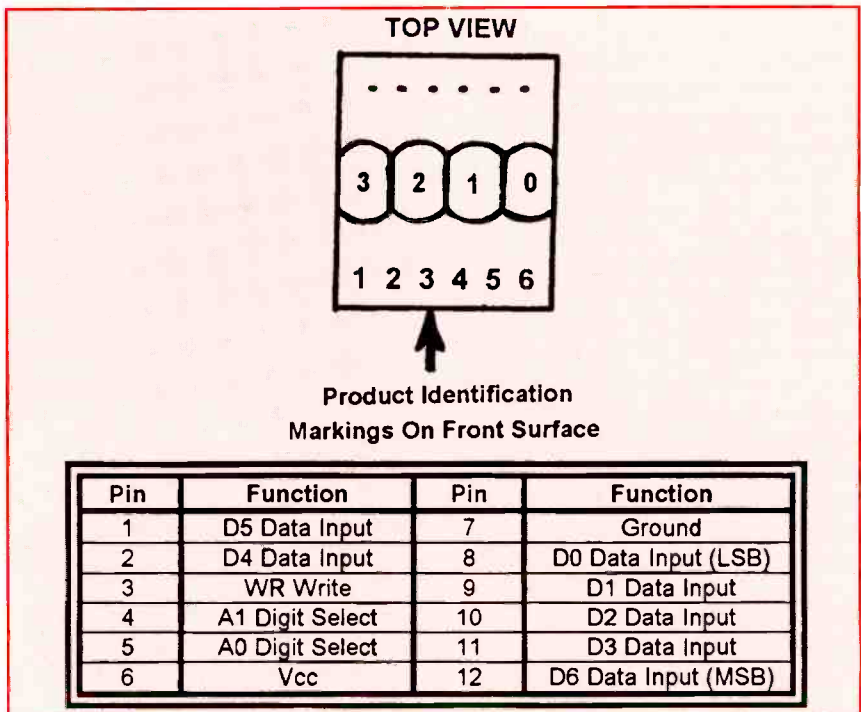 TOP VIEW
3 2 1 0
1 2 3 4 5 6
Product Identification
Markings On Front Surface
Pin Function Pin Function
1 D5 Data Input 7 Ground
2 D4 Data Input 8 D0 Data Input (LSB)
3 WR Write 9 D1 Data Input
4 A1 Digit Select 10 D2 Data Input
5 A0 Digit Select 11 D3 Data Input
6 Vcc 12 D6 Data Input (MSB)